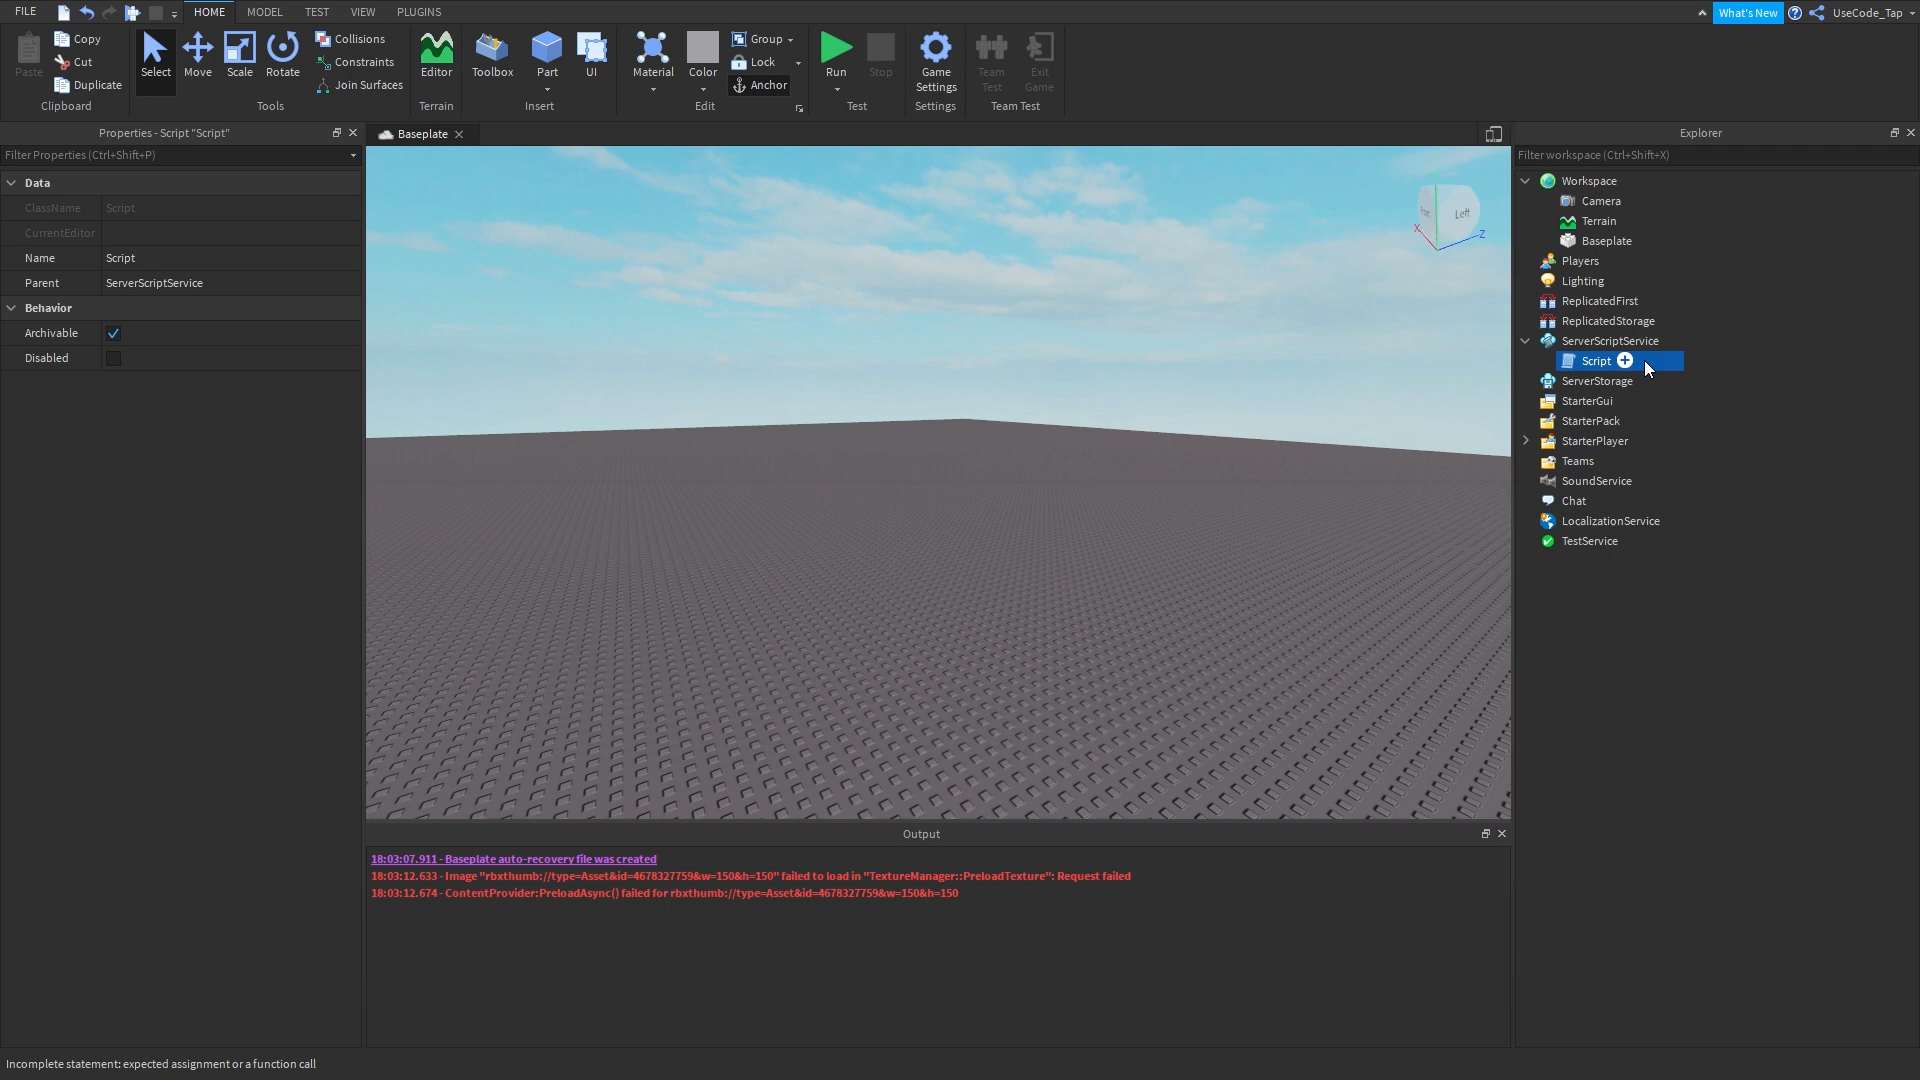 FILE
HOME
MODEL
TEST
VIEW
PLUGINS
What's New
UseCode_Tap
Paste
Copy
Cut
Duplicate
Clipboard
Select
Move
Scale
Rotate
Collisions
Constraints
Join Surfaces
Tools
Editor
Terrain
Toolbox
Part
UI
Insert
Material
Color
Group
Lock
Anchor
Edit
Run
Stop
Test
Game
Settings
Settings
Team
Test
Exit
Game
Team Test
Properties - Script "Script"
Filter Properties (Ctrl+Shift+P)
Data
ClassName Script
CurrentEditor
Name Script
Parent ServerScriptService
Behavior
Archivable
Disabled
Baseplate
Left
X
Z
Output
18:03:07.911 - Baseplate auto-recovery file was created
18:03:12.633 - Image "rbxthumb://type=Asset&id=4678327759&w=150&h=150" failed to load in "TextureManager::PreloadTexture": Request failed
18:03:12.674 - ContentProvider:PreloadAsync() failed for rbxthumb://type=Asset&id=4678327759&w=150&h=150
Explorer
Filter workspace (Ctrl+Shift+X)
Workspace
Camera
Terrain
Baseplate
Players
Lighting
ReplicatedFirst
ReplicatedStorage
ServerScriptService
Script
ServerStorage
StarterGui
StarterPack
StarterPlayer
Teams
SoundService
Chat
LocalizationService
TestService
Incomplete statement: expected assignment or a function call